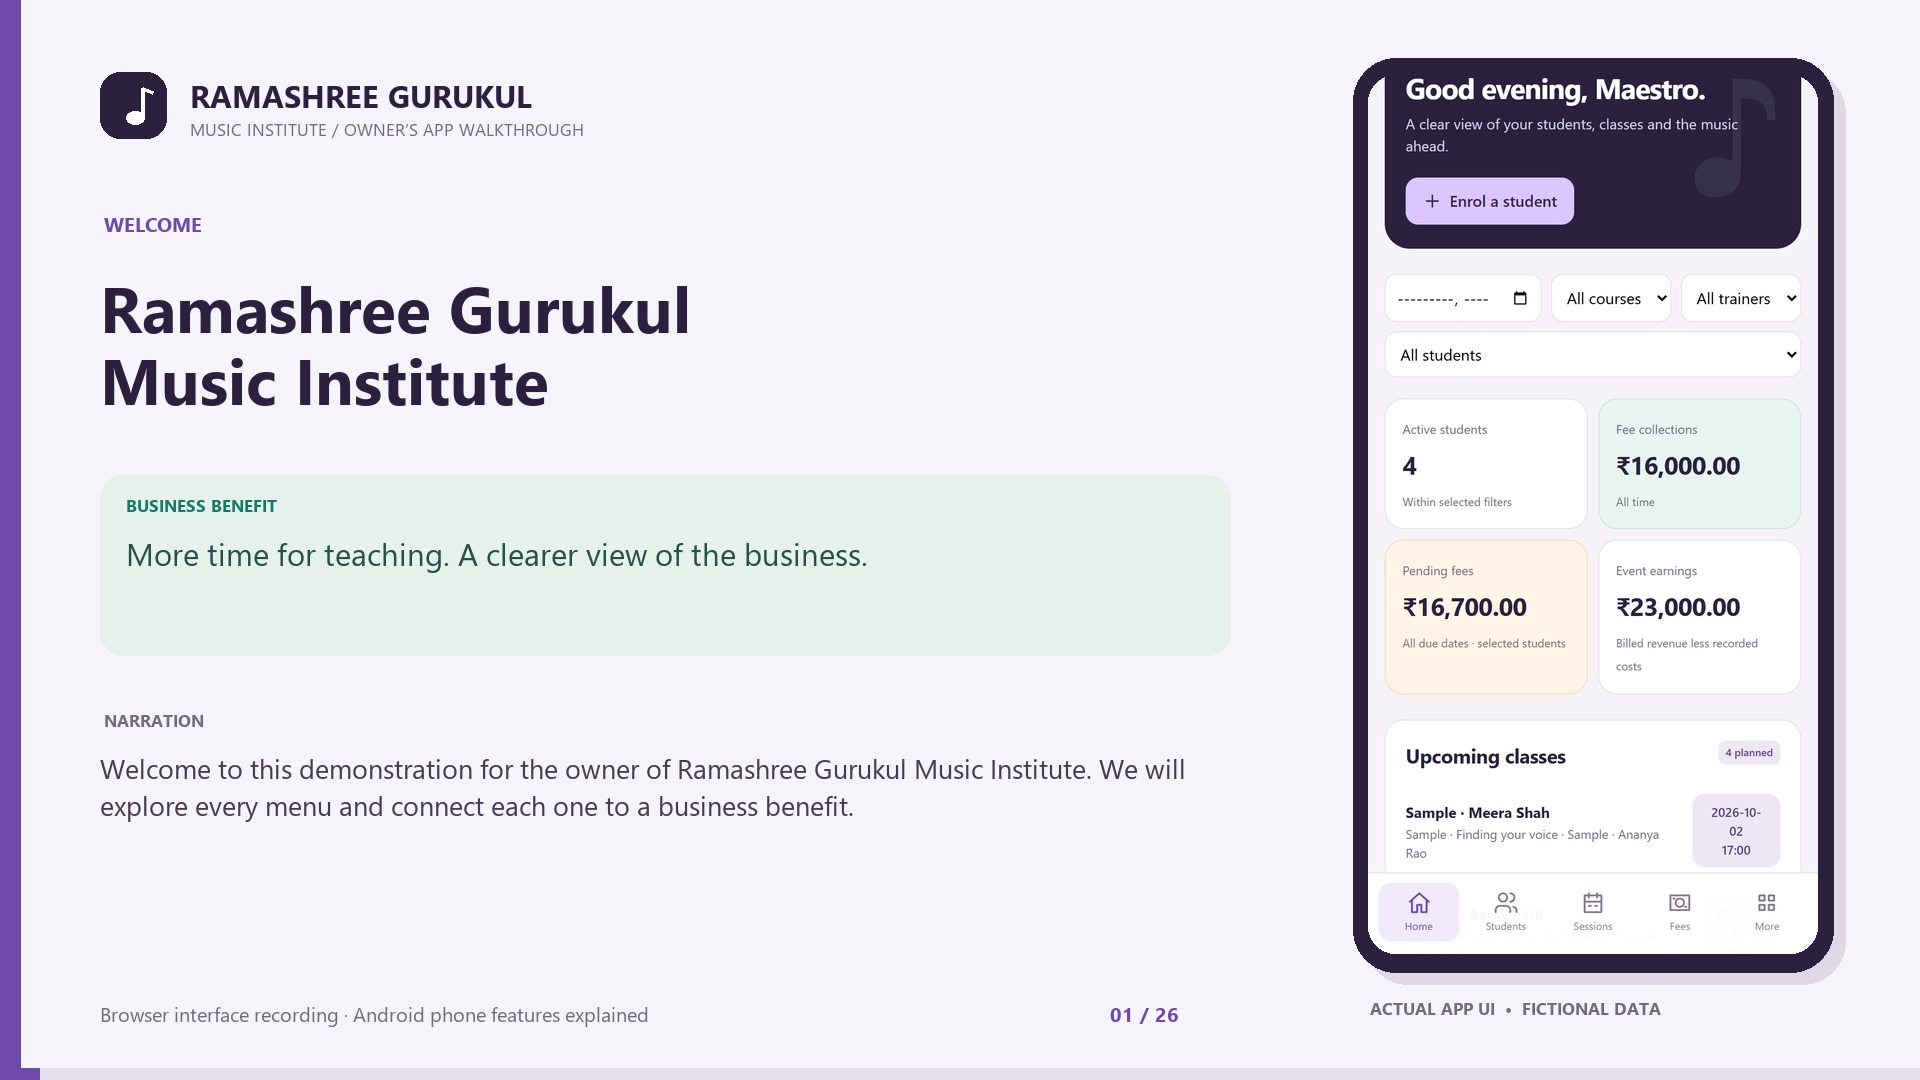 RAMASHREE GURUKUL
MUSIC INSTITUTE / OWNER’S APP WALKTHROUGH
WELCOME
Ramashree Gurukul
Music Institute
BUSINESS BENEFIT
More time for teaching. A clearer view of the business.
NARRATION
Welcome to this demonstration for the owner of Ramashree Gurukul Music Institute. We will
explore every menu and connect each one to a business benefit.
Browser interface recording · Android phone features explained
01 / 26
Good evening, Maestro.
A clear view of your students, classes and the music
ahead.
+ Enrol a student
---------, ----
All courses
All trainers
All students
Active students
4
Within selected filters
Fee collections
₹16,000.00
All time
Pending fees
₹16,700.00
All due dates · selected students
Event earnings
₹23,000.00
Billed revenue less recorded
costs
Upcoming classes
4 planned
Sample · Meera Shah
Sample · Finding your voice · Sample · Ananya
Rao
2026-10-
02
17:00
Home
Students
Sessions
Fees
More
ACTUAL APP UI • FICTIONAL DATA